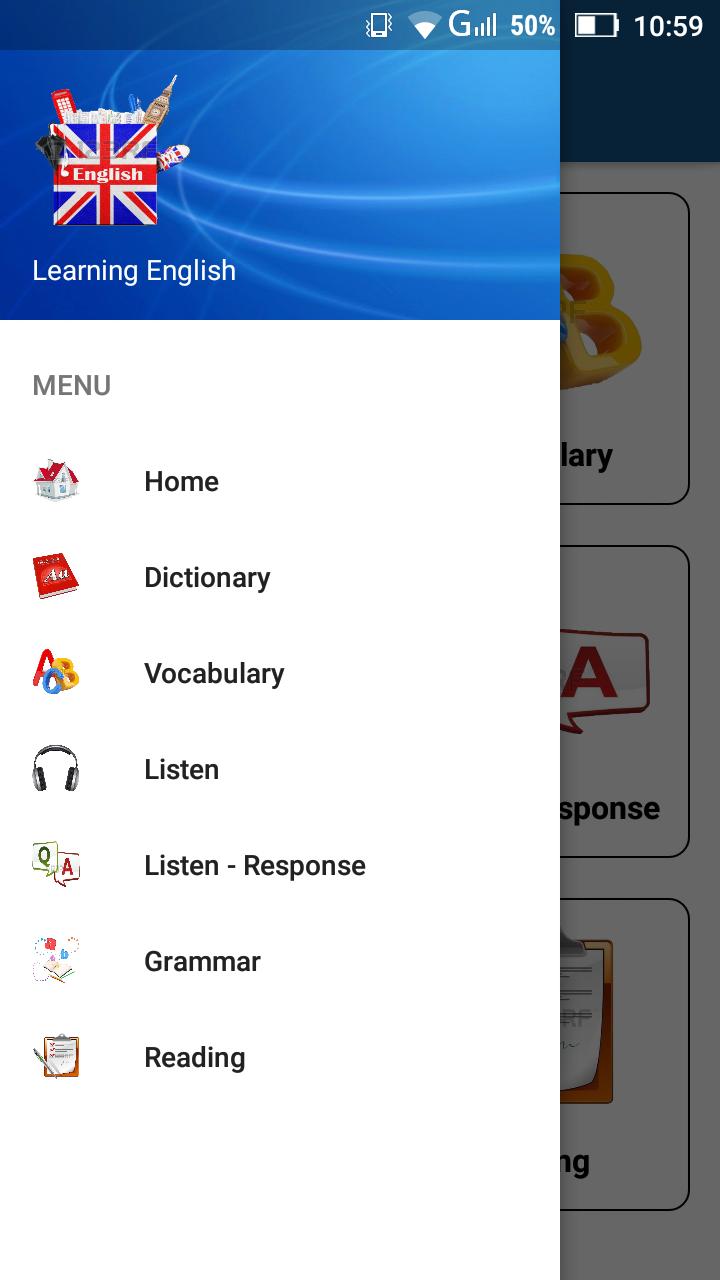 G 50% 10:59
English
Learning English
MENU
Home
Dictionary
Vocabulary
Listen
Q A
Listen - Response
Grammar
Reading
B
lary
A
sponse
ng